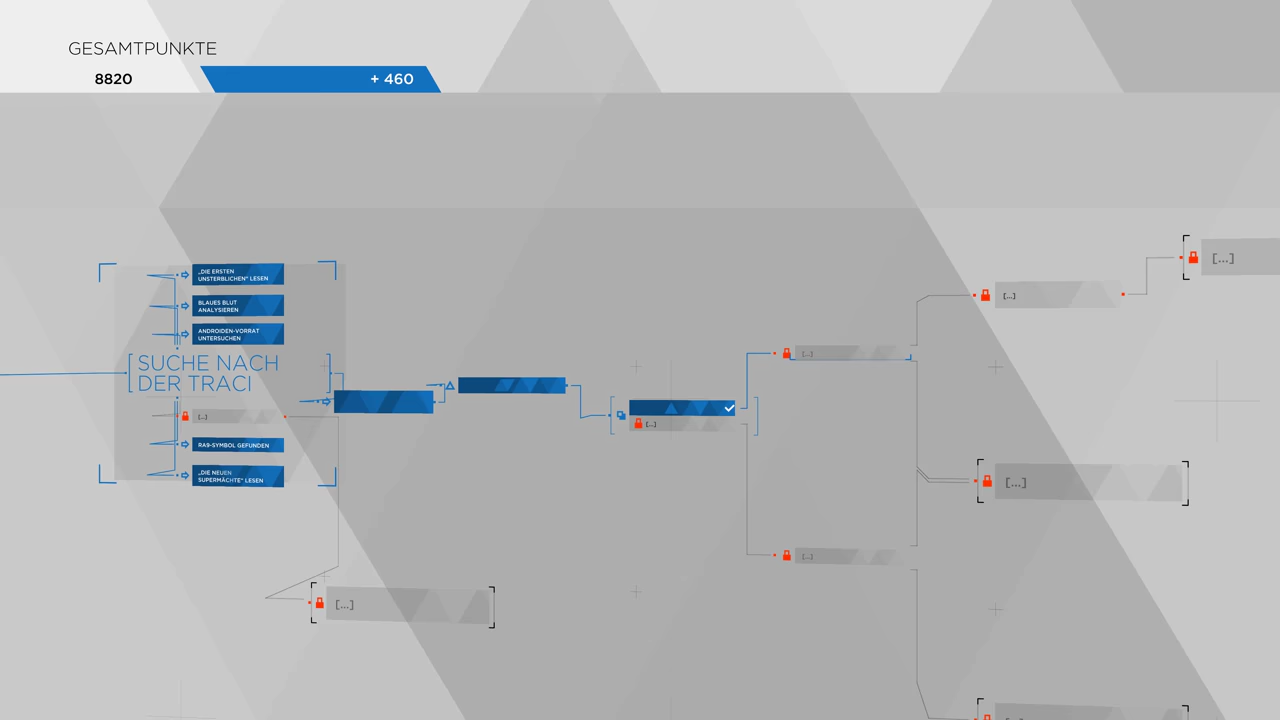 GESAMTPUNKTE
8820
+ 460
„DIE ERSTEN
UNSTERBLICHEN“ LESEN
BLAUES BLUT
ANALYSIEREN
ANDROIDEN-VORRAT
UNTERSUCHEN
SUCHE NACH
DER TRACI
[...]
RA9-SYMBOL GEFUNDEN
„DIE NEUEN
SUPERMÄCHTE“ LESEN
[...]
[...]
[...]
[...]
[...]
[...]
[...]